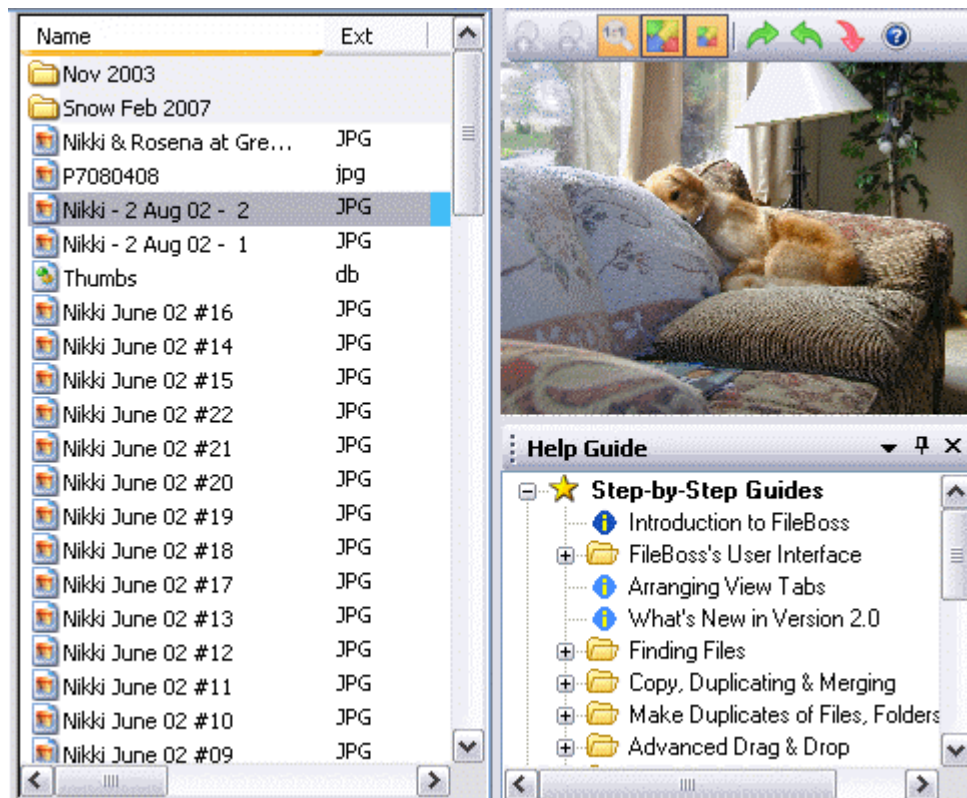 Name Ext
Nov 2003
Snow Feb 2007
Nikki & Rosena at Gre... JPG
P7080408 jpg
Nikki - 2 Aug 02 - 2 JPG
Nikki - 2 Aug 02 - 1 JPG
Thumbs db
Nikki June 02 #16 JPG
Nikki June 02 #14 JPG
Nikki June 02 #15 JPG
Nikki June 02 #22 JPG
Nikki June 02 #21 JPG
Nikki June 02 #20 JPG
Nikki June 02 #19 JPG
Nikki June 02 #18 JPG
Nikki June 02 #17 JPG
Nikki June 02 #13 JPG
Nikki June 02 #12 JPG
Nikki June 02 #11 JPG
Nikki June 02 #10 JPG
Nikki June 02 #09 JPG
1:1
Help Guide
Step-by-Step Guides
Introduction to FileBoss
FileBoss's User Interface
Arranging View Tabs
What's New in Version 2.0
Finding Files
Copy, Duplicating & Merging
Make Duplicates of Files, Folders
Advanced Drag & Drop